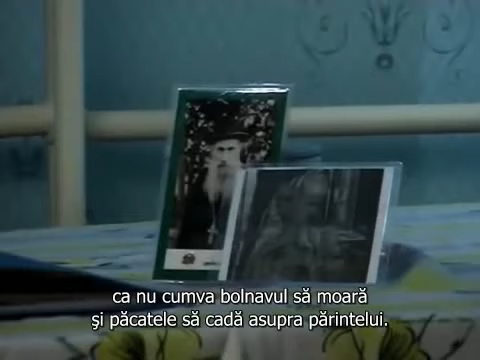 ca nu cumva bolnavul să moară
şi păcatele să cadă asupra părintelui.